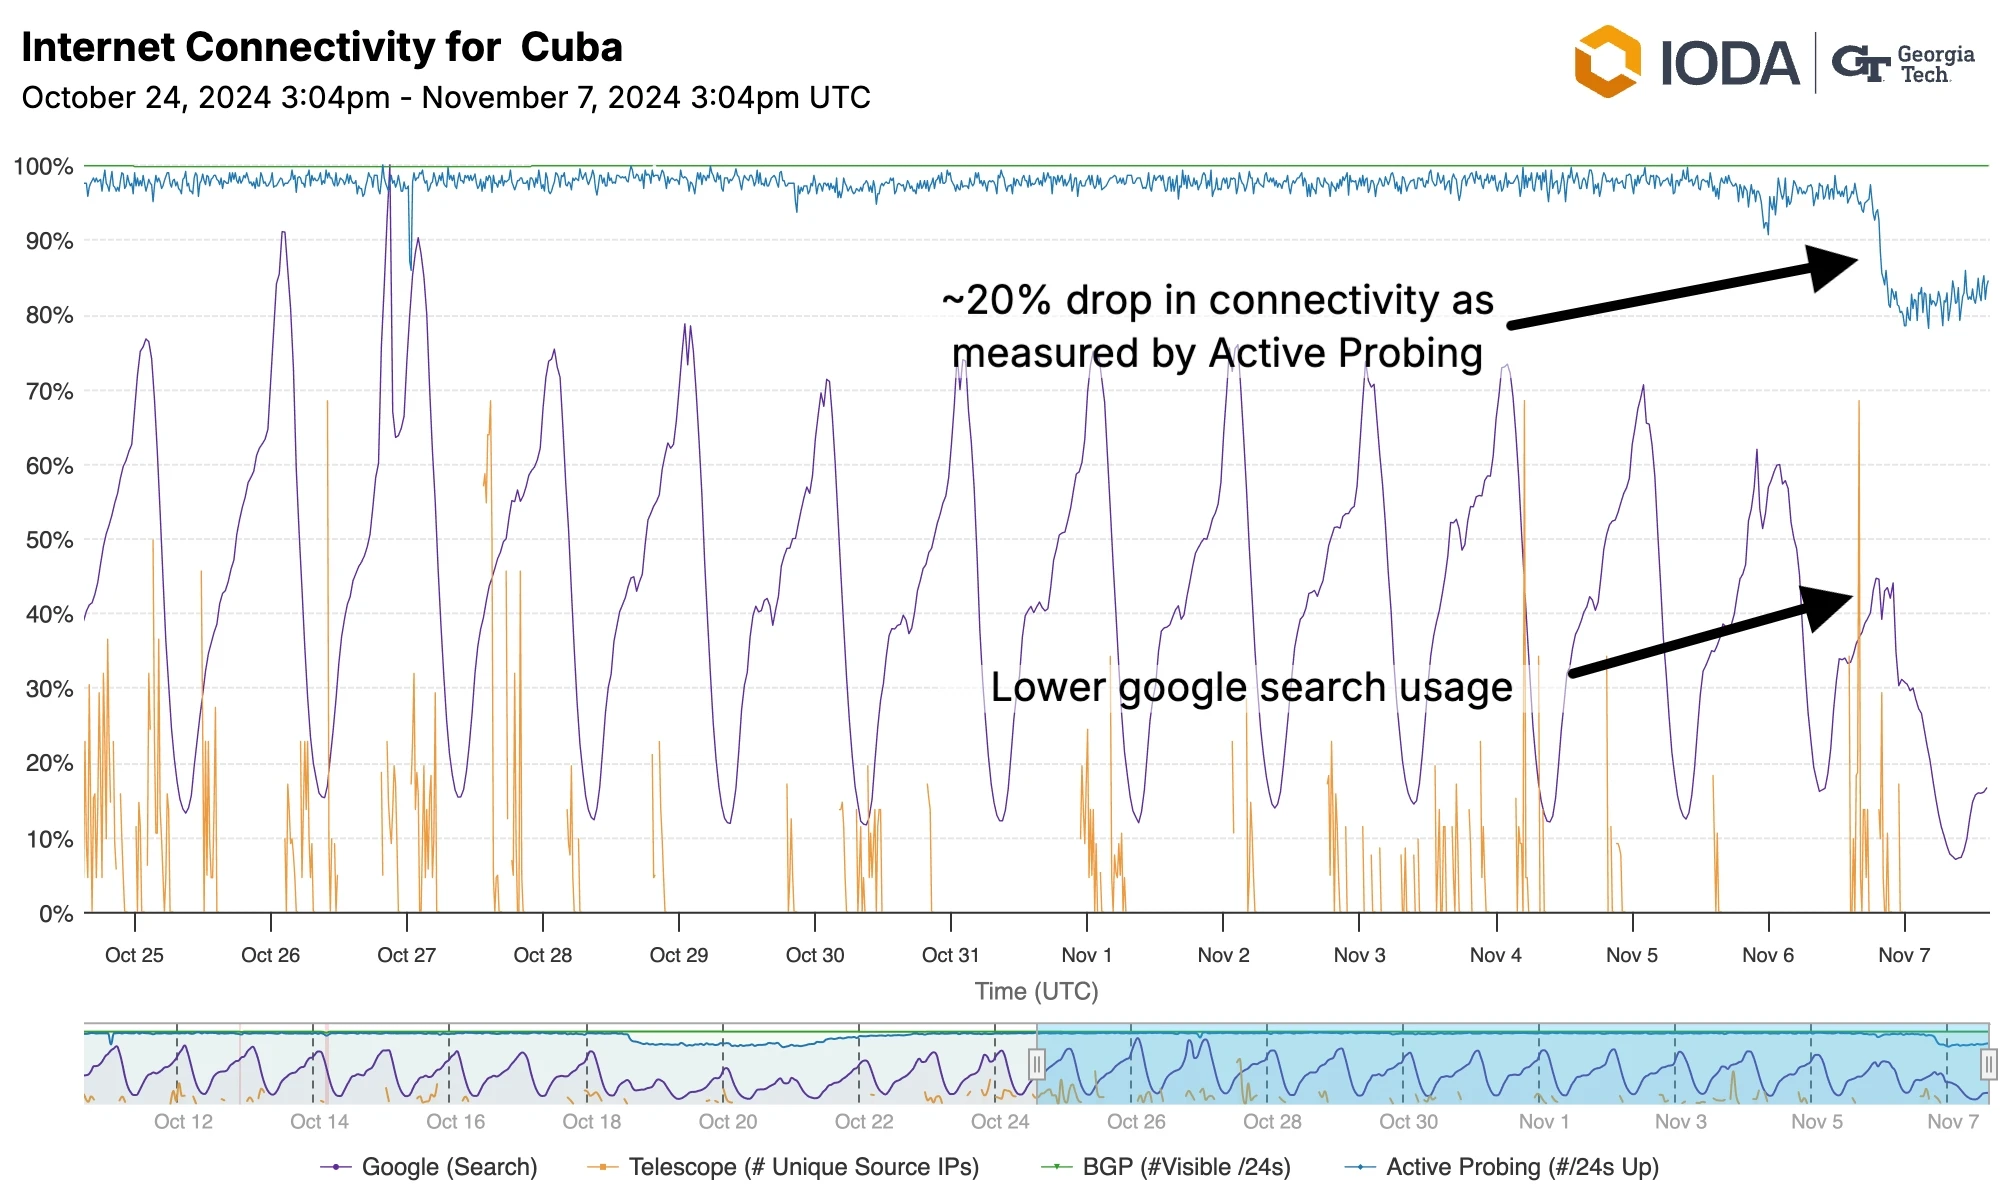 Internet Connectivity for Cuba
October 24, 2024 3:04pm - November 7, 2024 3:04pm UTC
IODA
GT
Georgia
Tech
100%
90%
80%
70%
60%
50%
40%
30%
20%
10%
0%
~20% drop in connectivity as
measured by Active Probing
Lower google search usage
Oct 25 Oct 26 Oct 27 Oct 28 Oct 29 Oct 30 Oct 31 Nov 1 Nov 2 Nov 3 Nov 4 Nov 5 Nov 6 Nov 7
Time (UTC)
Oct 12 Oct 14 Oct 16 Oct 18 Oct 20 Oct 22 Oct 24 Oct 26 Oct 28 Oct 30 Nov 1 Nov 3 Nov 5 Nov 7
Google (Search) Telescope (# Unique Source IPs) BGP (#Visible /24s) Active Probing (#/24s Up)